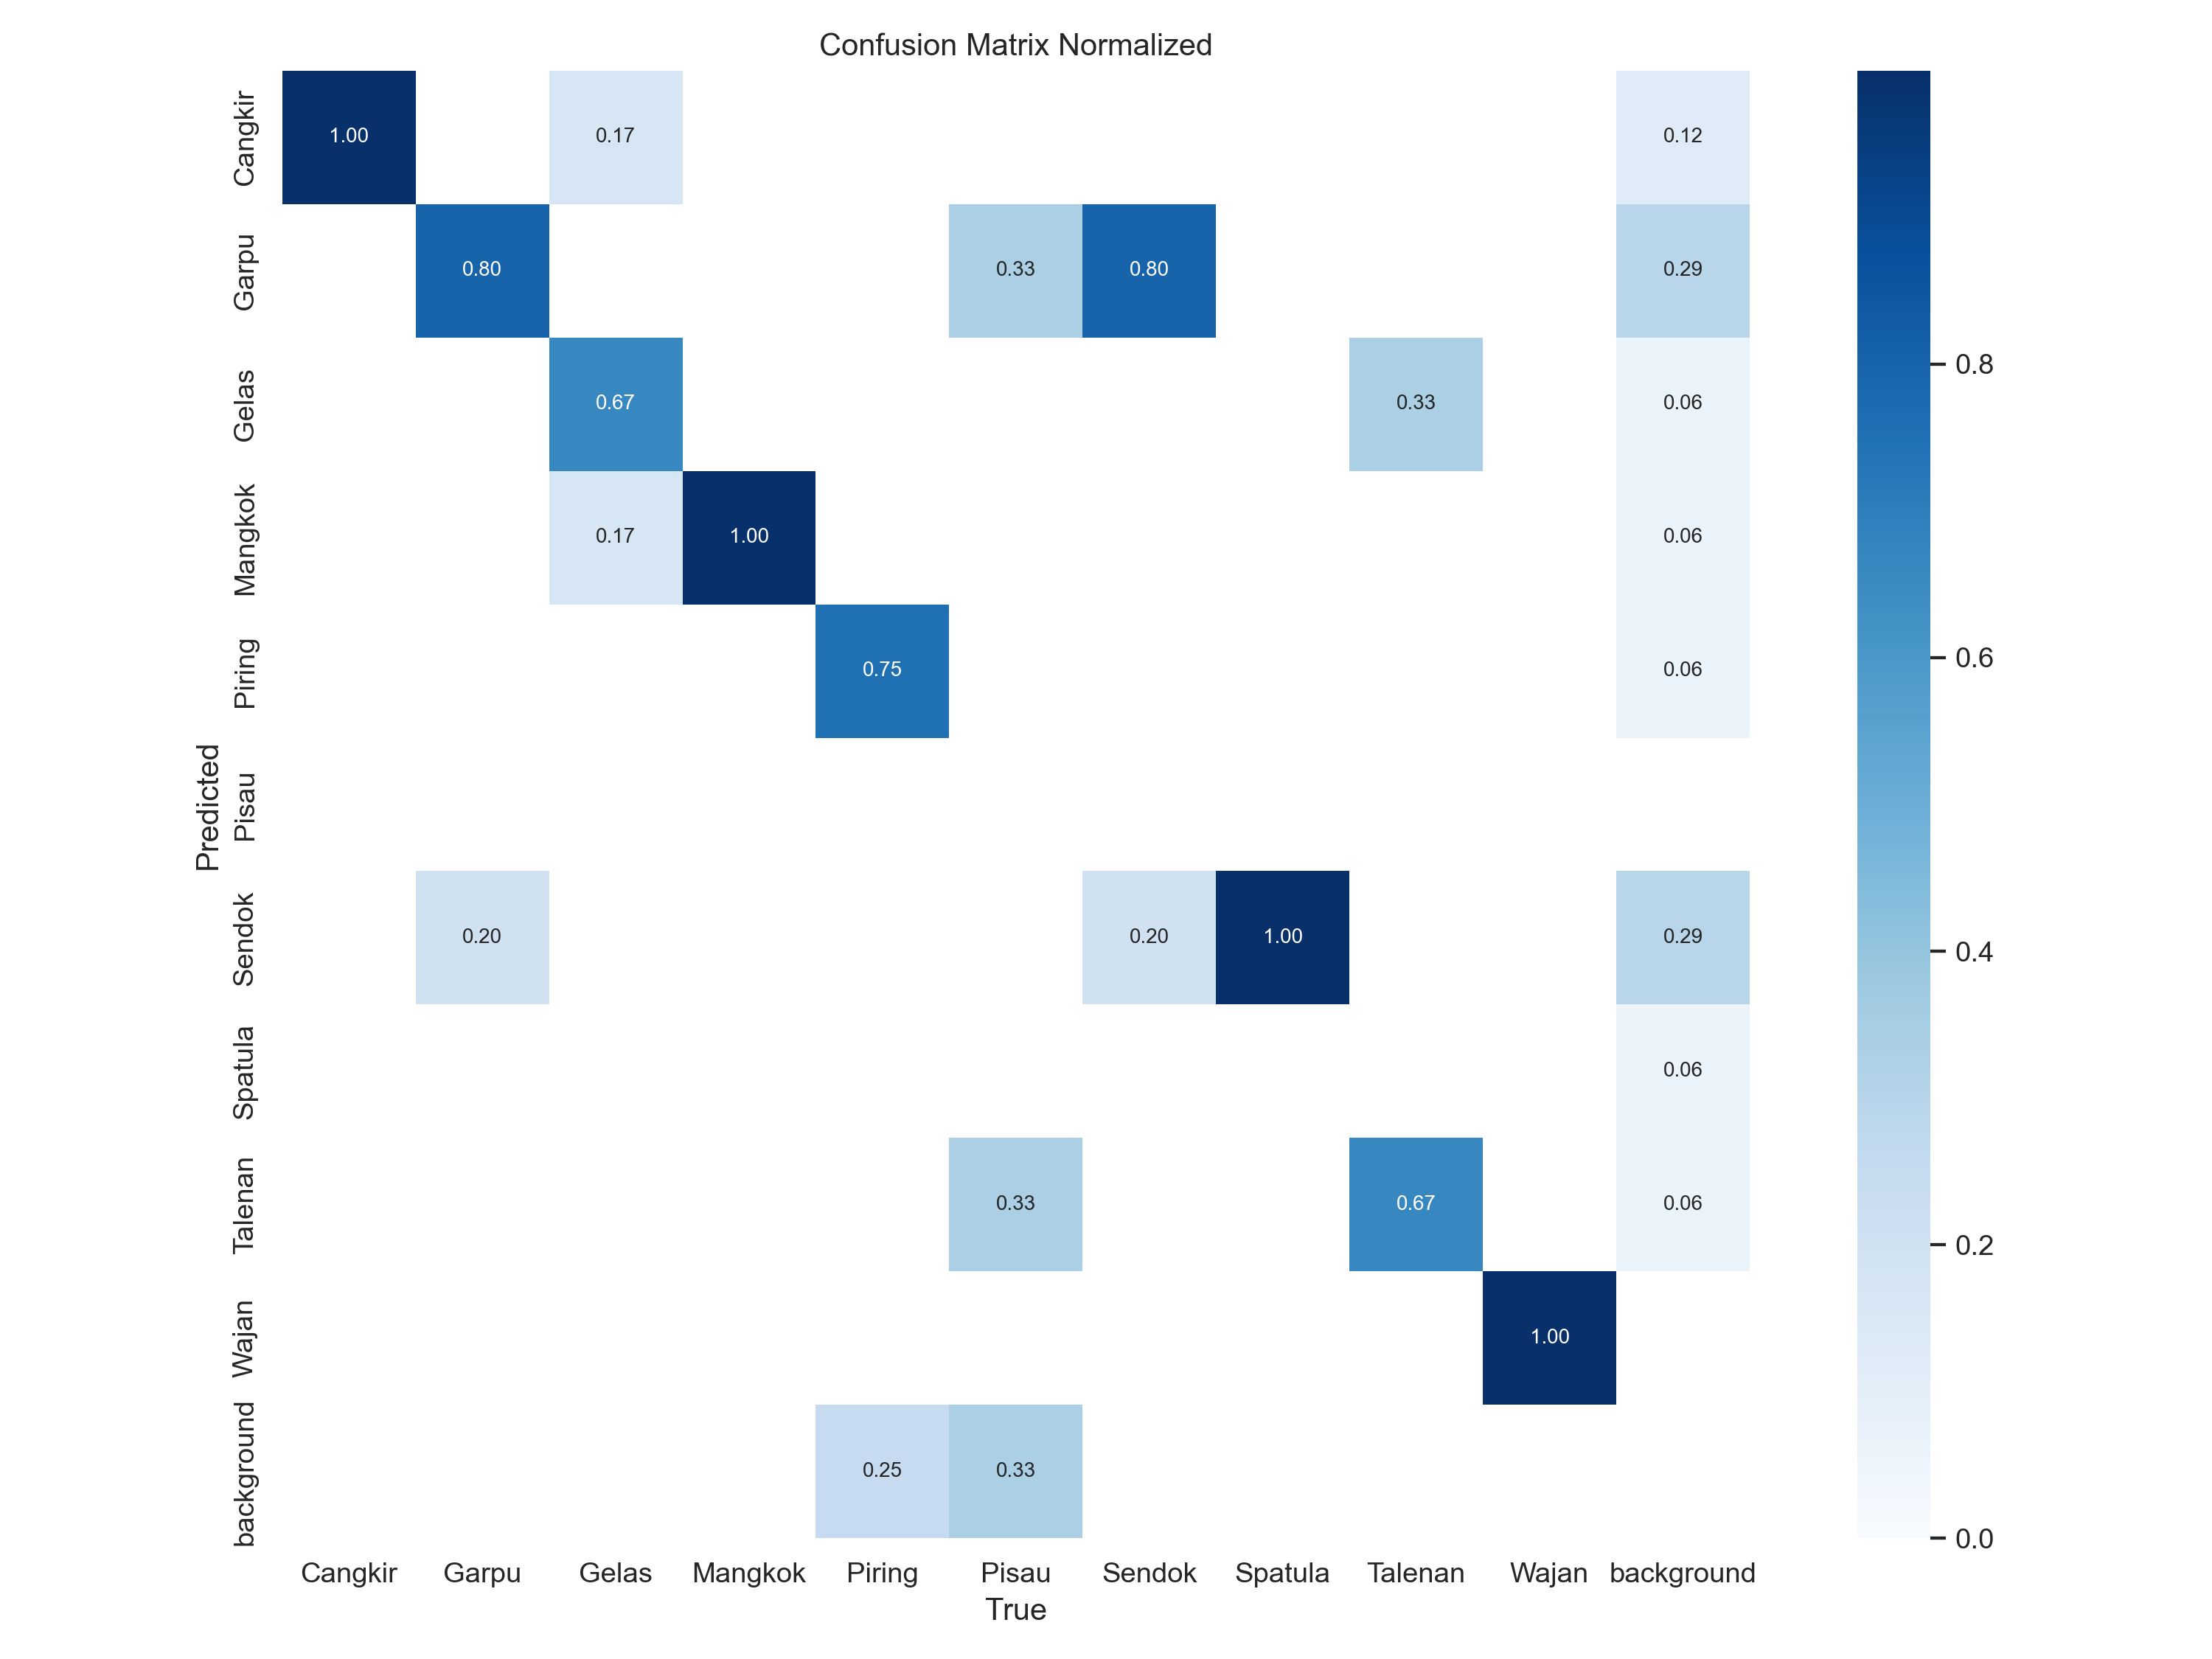 Confusion Matrix Normalized
Cangkir 1.00 0.17 0.12
Garpu 0.80 0.33 0.80 0.29
0.8
Gelas 0.67 0.33 0.06
Mangkok 0.17 1.00 0.06
Piring 0.75 0.06
0.6
Predicted
Pisau
Sendok 0.20 0.20 1.00 0.29
0.4
Spatula 0.06
Talenan 0.33 0.67 0.06
0.2
Wajan 1.00
background 0.25 0.33
0.0
Cangkir Garpu Gelas Mangkok Piring Pisau Sendok Spatula Talenan Wajan background
True